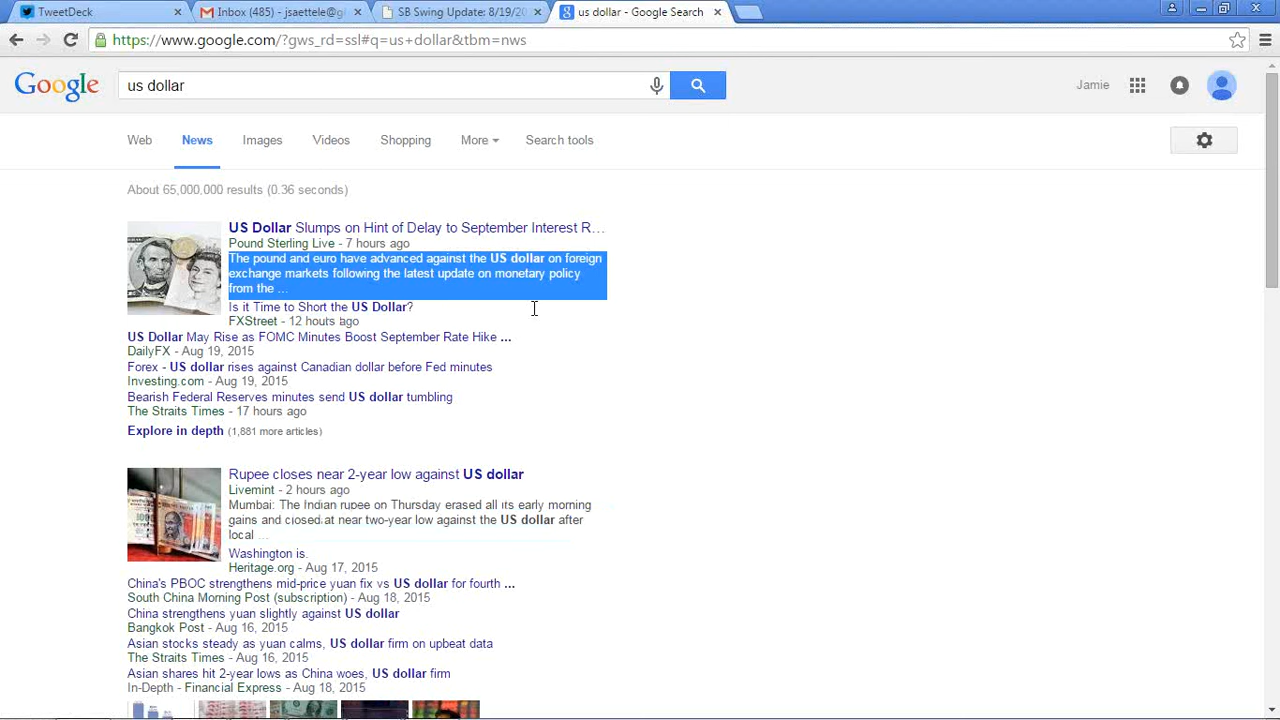 TweetDeck
Inbox (485) - jsaettele@g
SB Swing Update: 8/19/20
us dollar - Google Search
https://www.google.com/?gws_rd=ssl#q=us+dollar&tbm=nws
Google
us dollar
Jamie
Web
News
Images
Videos
Shopping
More
Search tools
About 65,000,000 results (0.36 seconds)
US Dollar Slumps on Hint of Delay to September Interest R...
Pound Sterling Live - 7 hours ago
The pound and euro have advanced against the US dollar on foreign
exchange markets following the latest update on monetary policy
from the ...
Is it Time to Short the US Dollar?
FXStreet - 12 hours ago
US Dollar May Rise as FOMC Minutes Boost September Rate Hike ...
DailyFX - Aug 19, 2015
Forex - US dollar rises against Canadian dollar before Fed minutes
Investing.com - Aug 19, 2015
Bearish Federal Reserves minutes send US dollar tumbling
The Straits Times - 17 hours ago
Explore in depth (1,881 more articles)
Rupee closes near 2-year low against US dollar
Livemint - 2 hours ago
Mumbai: The Indian rupee on Thursday erased all its early morning
gains and closed at near two-year low against the US dollar after
local ...
Washington is.
Heritage.org - Aug 17, 2015
China's PBOC strengthens mid-price yuan fix vs US dollar for fourth ...
South China Morning Post (subscription) - Aug 18, 2015
China strengthens yuan slightly against US dollar
Bangkok Post - Aug 16, 2015
Asian stocks steady as yuan calms, US dollar firm on upbeat data
The Straits Times - Aug 16, 2015
Asian shares hit 2-year lows as China woes, US dollar firm
In-Depth - Financial Express - Aug 18, 2015